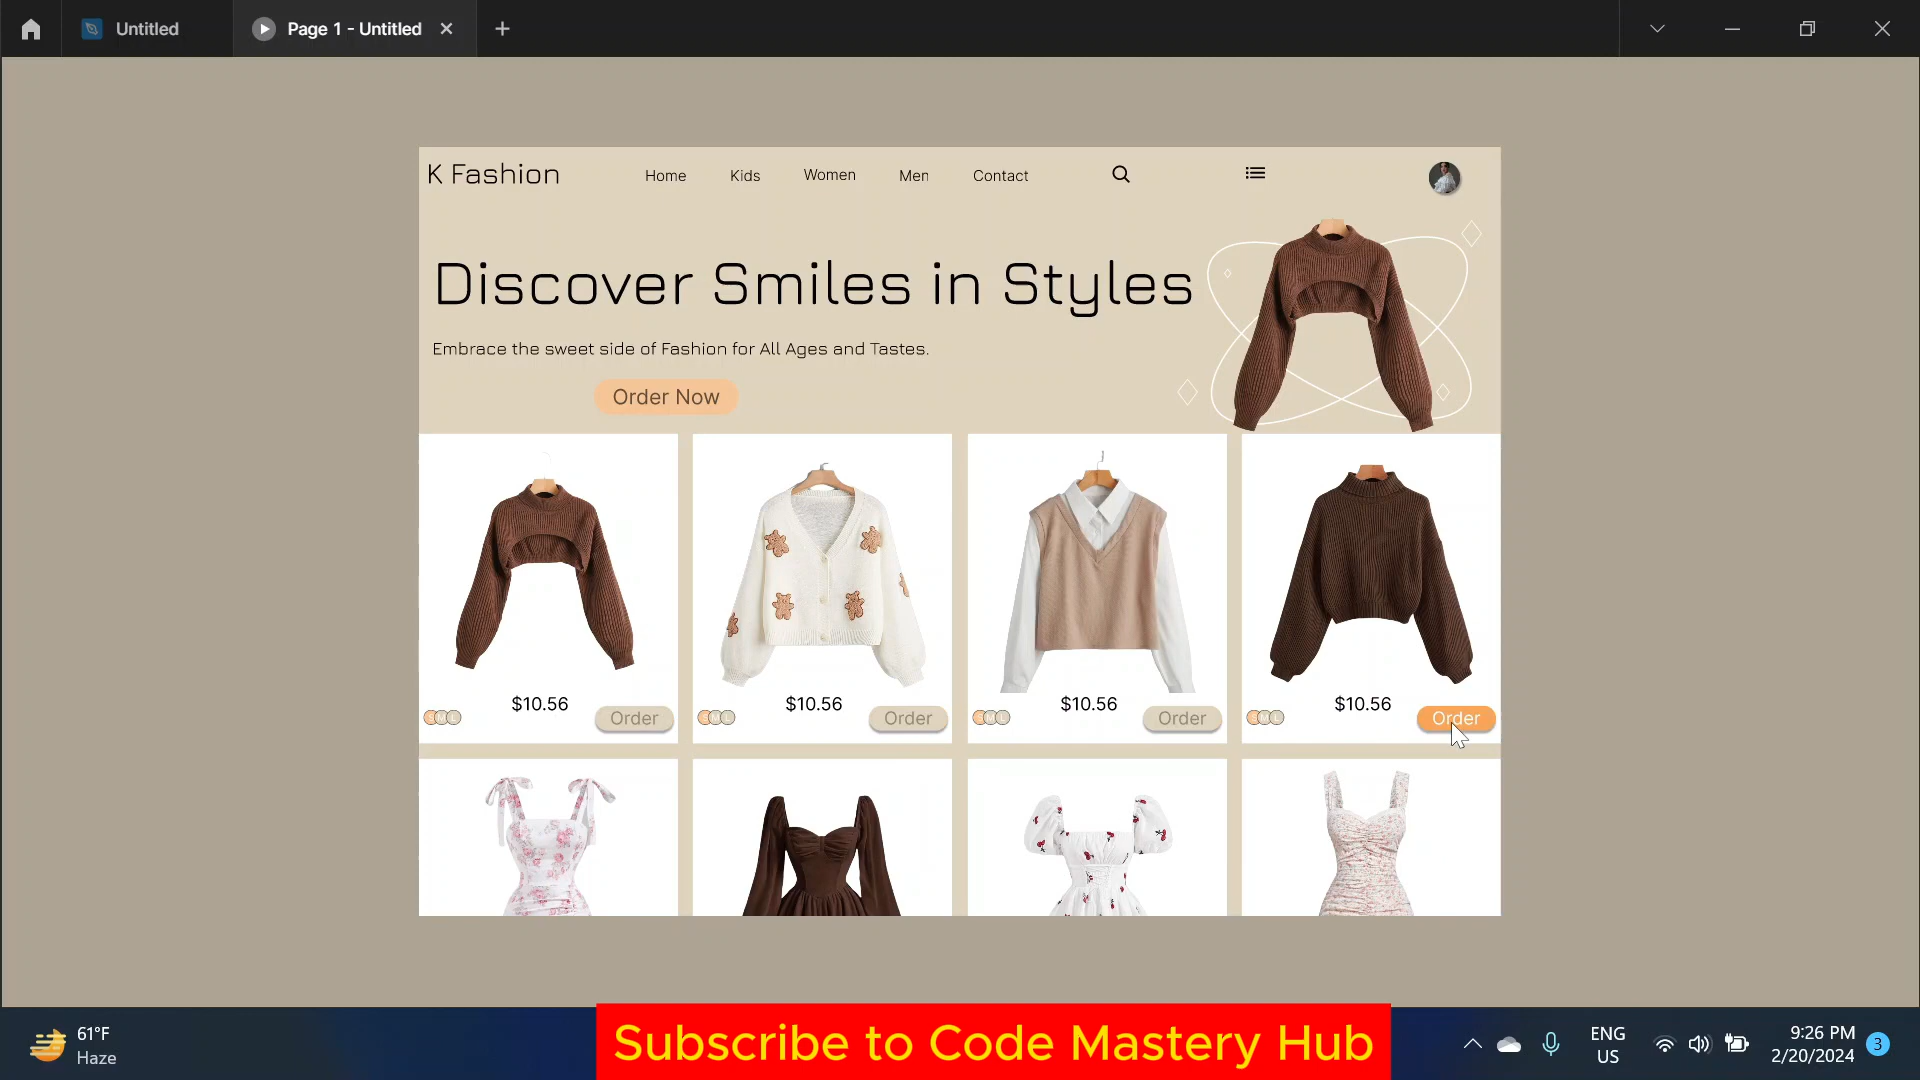 Untitled
Page 1 - Untitled
K Fashion
Home
Kids
Women
Men
Contact
Discover Smiles in Styles
Embrace the sweet side of Fashion for All Ages and Tastes.
Order Now
$10.56
S M L
Order
$10.56
S M L
Order
$10.56
S M L
Order
$10.56
S M L
Order
61°F
Haze
Subscribe to Code Mastery Hub
ENG
US
9:26 PM
2/20/2024
3